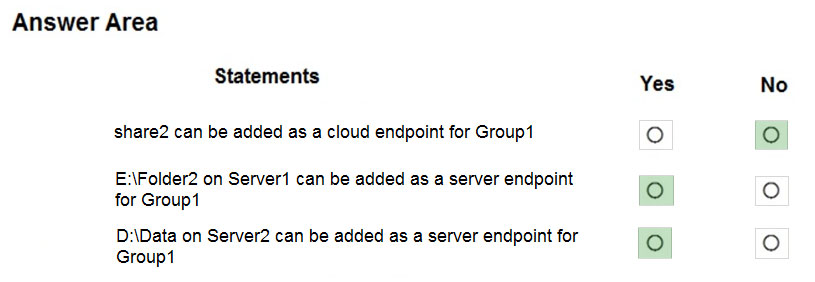 Answer Area
Statements Yes No
share2 can be added as a cloud endpoint for Group1
E:\Folder2 on Server1 can be added as a server endpoint
for Group1
D:\Data on Server2 can be added as a server endpoint for
Group1